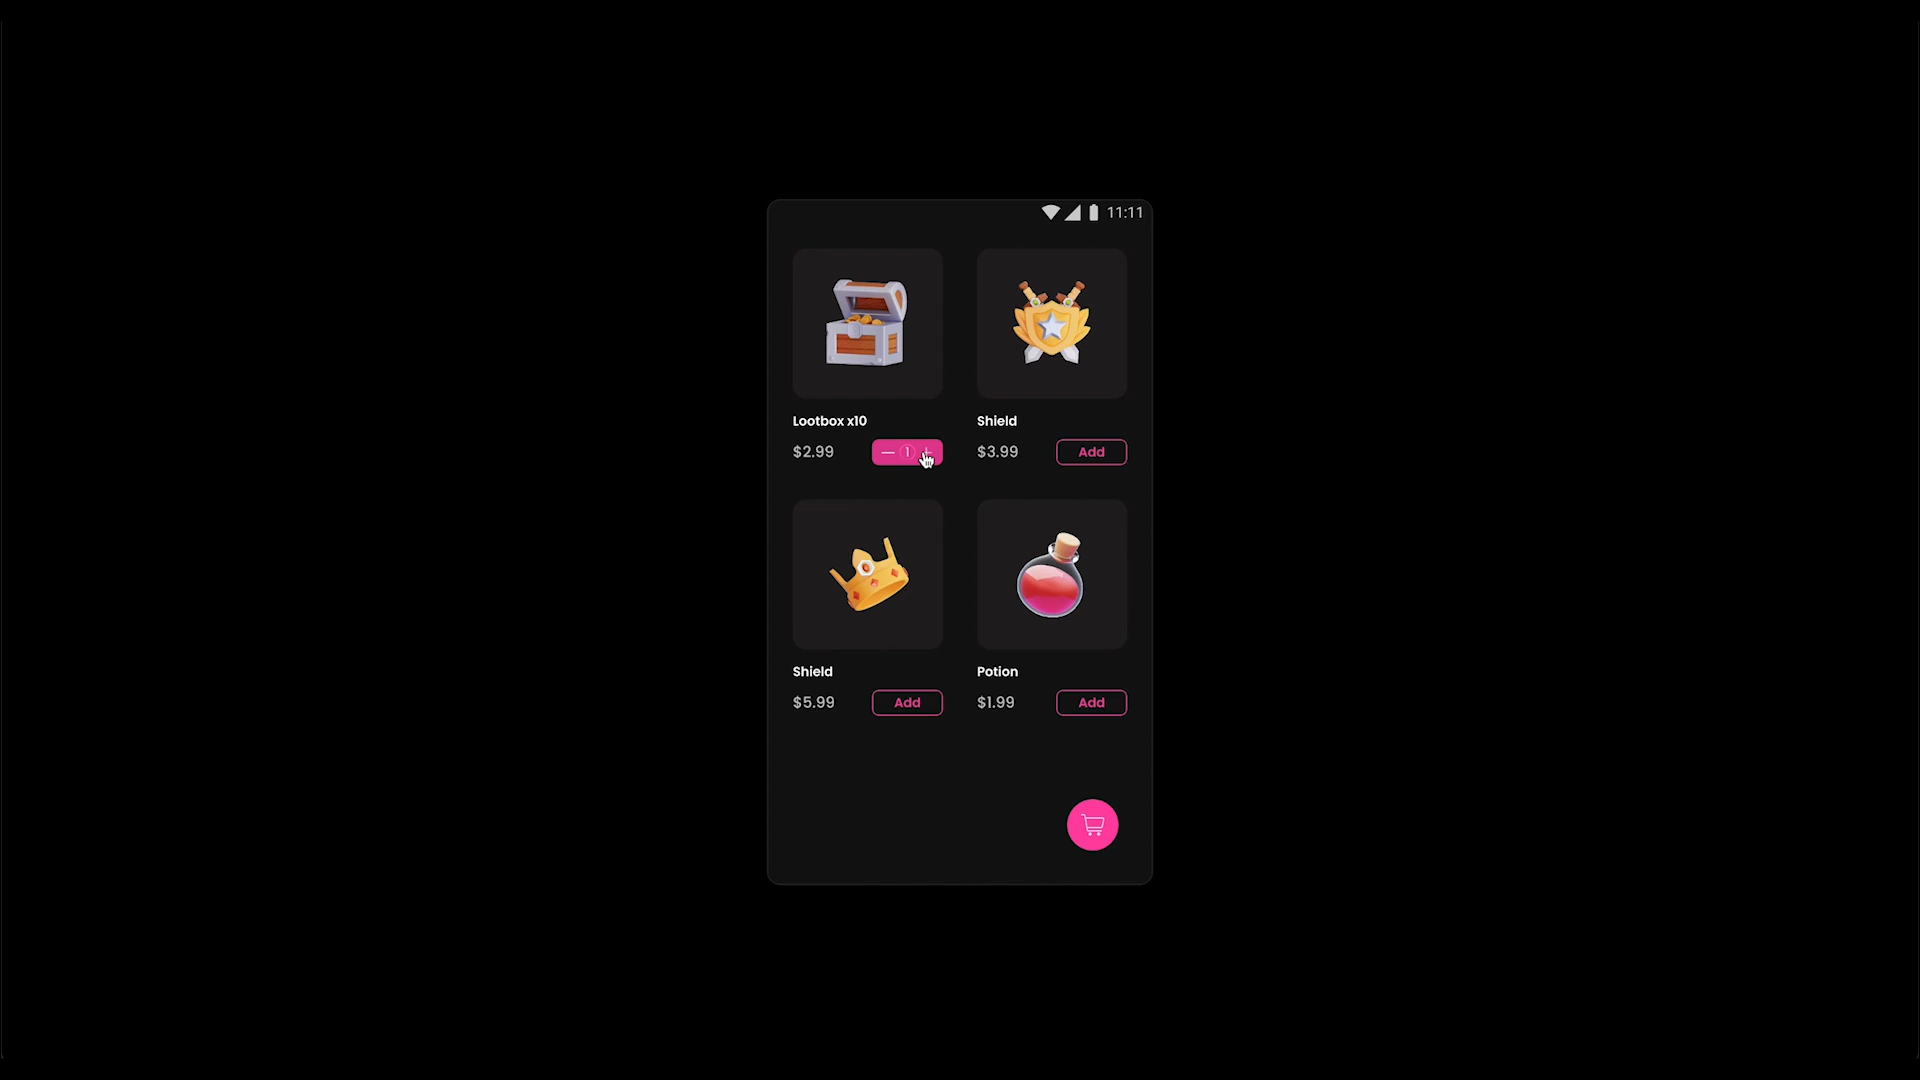 11:11
Lootbox x10
Shield
$2.99
1
$3.99
Add
Shield
Potion
$5.99
Add
$1.99
Add